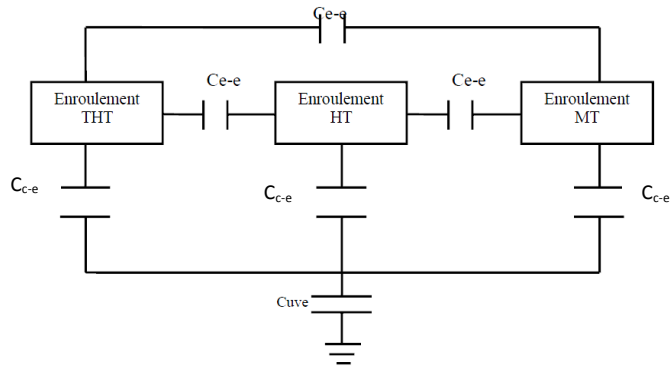 Ce-e
Ce-e
Ce-e
Enroulement
THT
Enroulement
HT
Enroulement
MT
Cc-e
Cc-e
Cc-e
Cuve